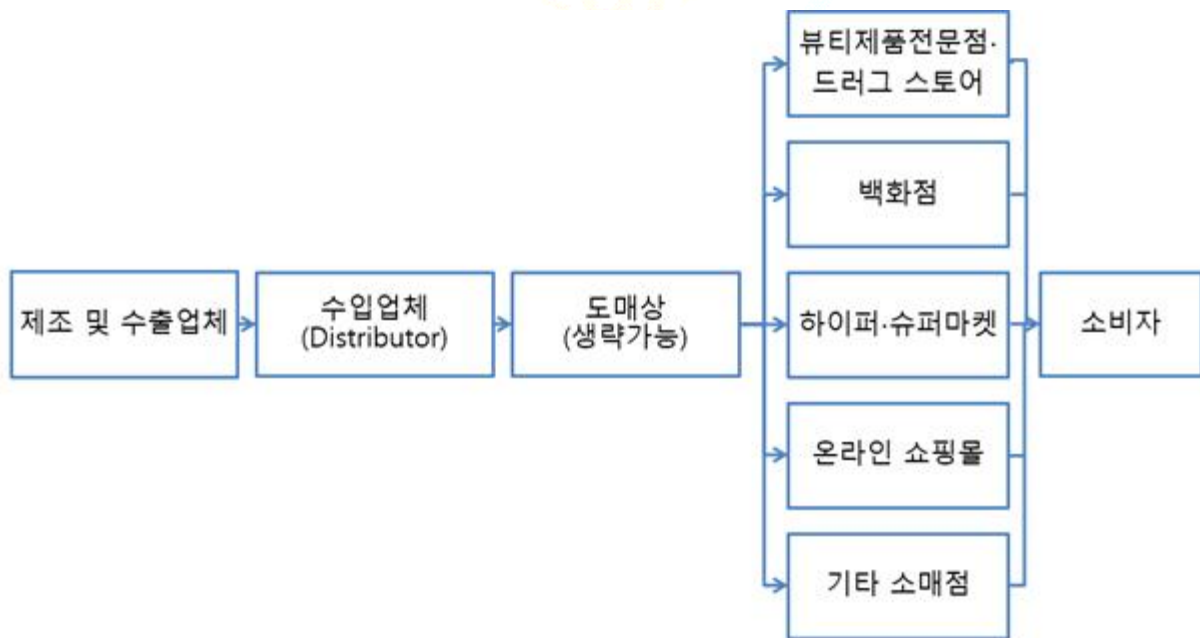 제조 및 수출업체
수입업체
(Distributor)
도매상
(생략가능)
뷰티제품전문점·
드러그 스토어
백화점
하이퍼·슈퍼마켓
온라인 쇼핑몰
기타 소매점
소비자